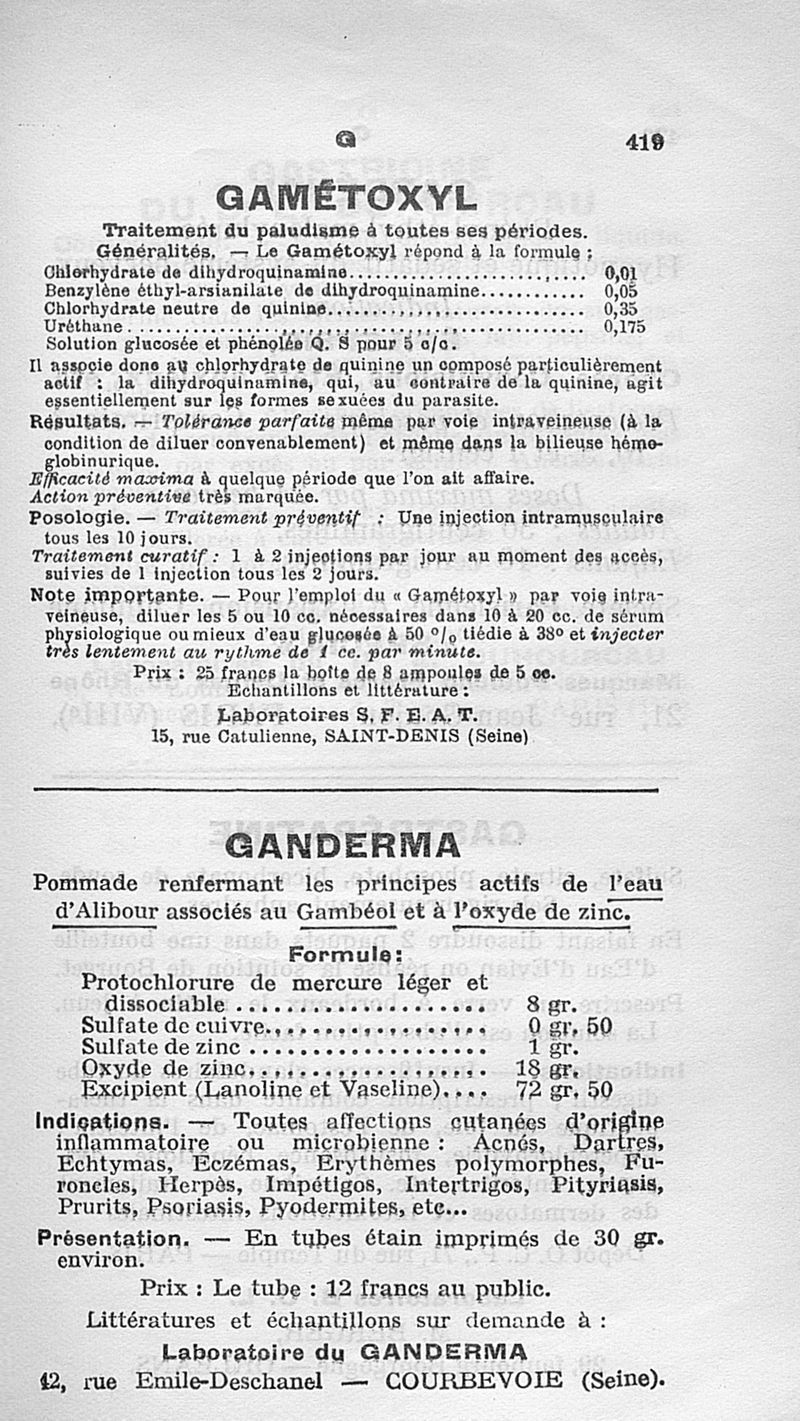 G 419
GAMÉTOXYL
Traitement du paludisme à toutes ses périodes.
Généralités. — Le Gamétoxyl répond à la formule :
Chlorhydrate de dihydroquinamine........................... 0,01
Benzylène éthyl-arsianilate de dihydroquinamine............ 0,05
Chlorhydrate neutre de quinine............................. 0,35
Uréthane................................................... 0,175
Solution glucosée et phénolée Q. S pour 5 c/c.
Il associe donc au chlorhydrate de quinine un composé particulièrement
actif : la dihydroquinamine, qui, au contraire de la quinine, agit
essentiellement sur les formes sexuées du parasite.
Résultats. — Tolérance parfaite même par voie intraveineuse (à la
condition de diluer convenablement) et même dans la bilieuse hémo-
globinurique.
Efficacité maxima à quelque période que l'on ait affaire.
Action préventive très marquée.
Posologie. — Traitement préventif : Une injection intramusculaire
tous les 10 jours.
Traitement curatif : 1 à 2 injections par jour au moment des accès,
suivies de 1 injection tous les 2 jours.
Note importante. — Pour l'emploi du « Gamétoxyl » par voie intra-
veineuse, diluer les 5 ou 10 cc. nécessaires dans 10 à 20 cc. de sérum
physiologique ou mieux d'eau glucosée à 50 °/₀ tiédie à 38° et injecter
très lentement au rythme de 1 cc. par minute.
Prix : 25 francs la boîte de 8 ampoules de 5 cc.
Echantillons et littérature :
Laboratoires S. F. E. A. T.
15, rue Catulienne, SAINT-DENIS (Seine)
GANDERMA
Pommade renfermant les principes actifs de l'eau
d'Alibour associés au Gambéol et à l'oxyde de zinc.
Formule :
Protochlorure de mercure léger et
dissociable ................... 8 gr.
Sulfate de cuivre................. 0 gr. 50
Sulfate de zinc .................. 1 gr.
Oxyde de zinc.................. 18 gr.
Excipient (Lanoline et Vaseline).... 72 gr. 50
Indications. — Toutes affections cutanées d'origine
inflammatoire ou microbienne : Acnés, Dartres,
Echtymas, Eczémas, Erythèmes polymorphes, Fu-
roncles, Herpès, Impétigos, Intertrigos, Pityriasis,
Prurits, Psoriasis, Pyodermites, etc...
Présentation. — En tubes étain imprimés de 30 gr.
environ.
Prix : Le tube : 12 francs au public.
Littératures et échantillons sur demande à :
Laboratoire du GANDERMA
42, rue Emile-Deschanel — COURBEVOIE (Seine).